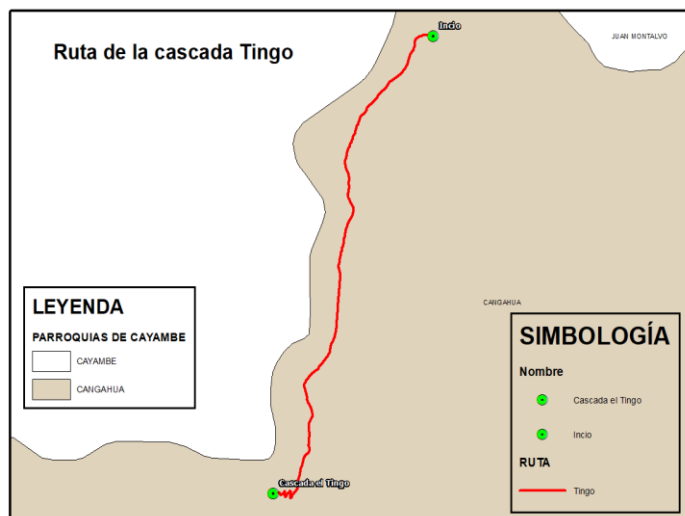 Incio
JUAN MONTALVO
Ruta de la cascada Tingo
CANGAHUA
LEYENDA
PARROQUIAS DE CAYAMBE
CAYAMBE
CANGAHUA
SIMBOLOGÍA
Nombre
Cascada el Tingo
Incio
RUTA
Tingo
Cascada el Tingo